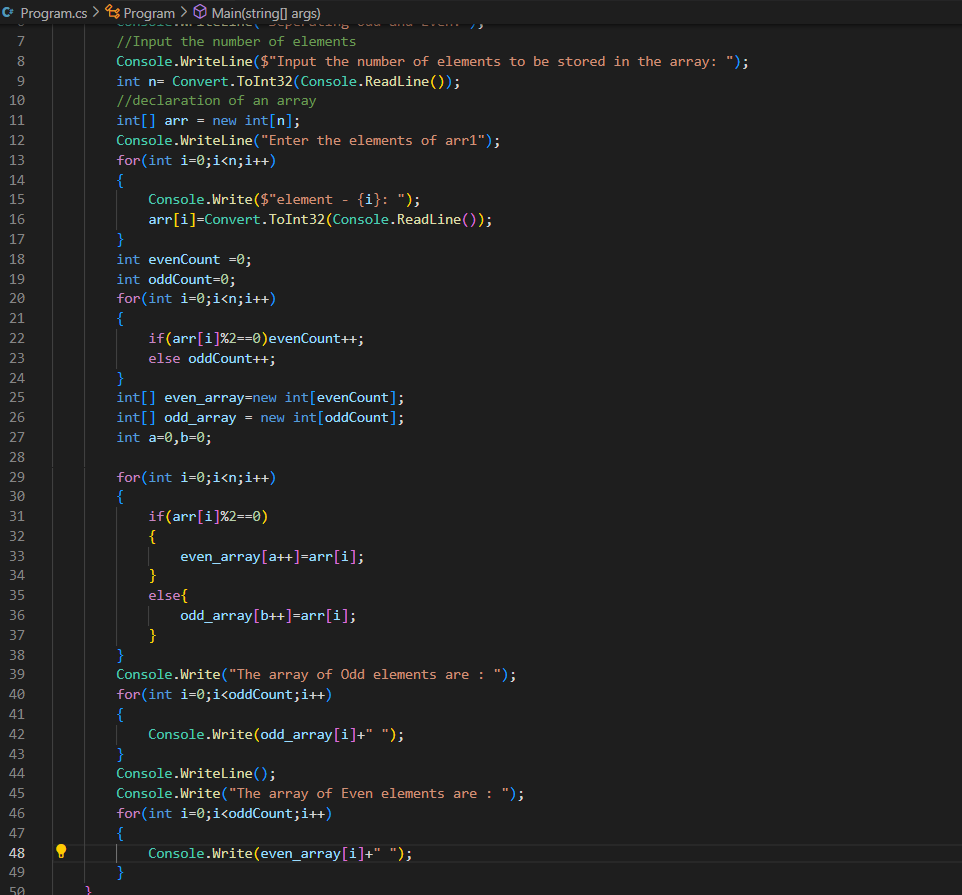 Program.cs > Program > Main(string[] args)
7 //Input the number of elements
8 Console.WriteLine($"Input the number of elements to be stored in the array: ");
9 int n= Convert.ToInt32(Console.ReadLine());
10 //declaration of an array
11 int[] arr = new int[n];
12 Console.WriteLine("Enter the elements of arr1");
13 for(int i=0;i<n;i++)
14 {
15 Console.Write($"element - {i}: ");
16 arr[i]=Convert.ToInt32(Console.ReadLine());
17 }
18 int evenCount =0;
19 int oddCount=0;
20 for(int i=0;i<n;i++)
21 {
22 if(arr[i]%2==0)evenCount++;
23 else oddCount++;
24 }
25 int[] even_array=new int[evenCount];
26 int[] odd_array = new int[oddCount];
27 int a=0,b=0;
28
29 for(int i=0;i<n;i++)
30 {
31 if(arr[i]%2==0)
32 {
33 even_array[a++]=arr[i];
34 }
35 else{
36 odd_array[b++]=arr[i];
37 }
38 }
39 Console.Write("The array of Odd elements are : ");
40 for(int i=0;i<oddCount;i++)
41 {
42 Console.Write(odd_array[i]+" ");
43 }
44 Console.WriteLine();
45 Console.Write("The array of Even elements are : ");
46 for(int i=0;i<oddCount;i++)
47 {
48 Console.Write(even_array[i]+" ");
49 }
50 }